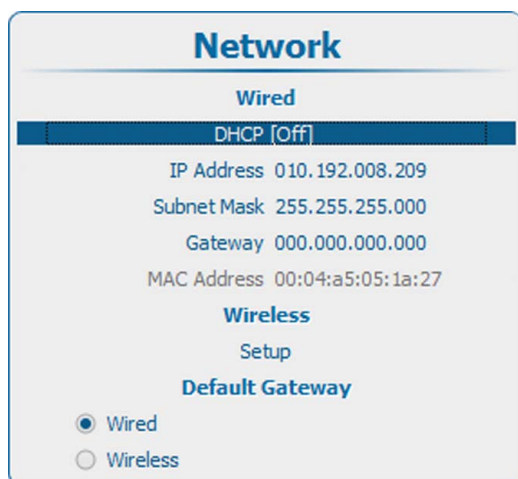 Network
Wired
DHCP [Off]
IP Address 010.192.008.209
Subnet Mask 255.255.255.000
Gateway 000.000.000.000
MAC Address 00:04:a5:05:1a:27
Wireless
Setup
Default Gateway
Wired
Wireless